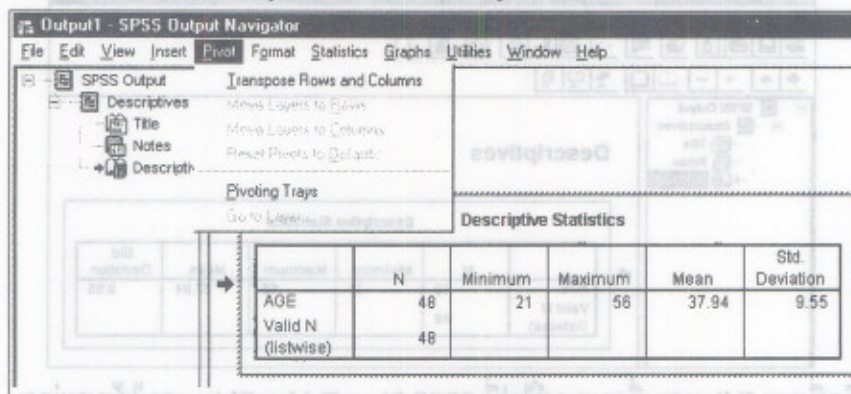 Output1 - SPSS Output Navigator
File Edit View Insert Pivot Format Statistics Graphs Utilities Window Help
SPSS Output
Descriptives
Title
Notes
Descripti
Transpose Rows and Columns
Move Layers to Rows
Move Layers to Columns
Reset Pivots to Defaults
Pivoting Trays
Go to Layer
Descriptive Statistics
N Minimum Maximum Mean Std. Deviation
AGE 48 21 56 37.94 9.55
Valid N (listwise) 48